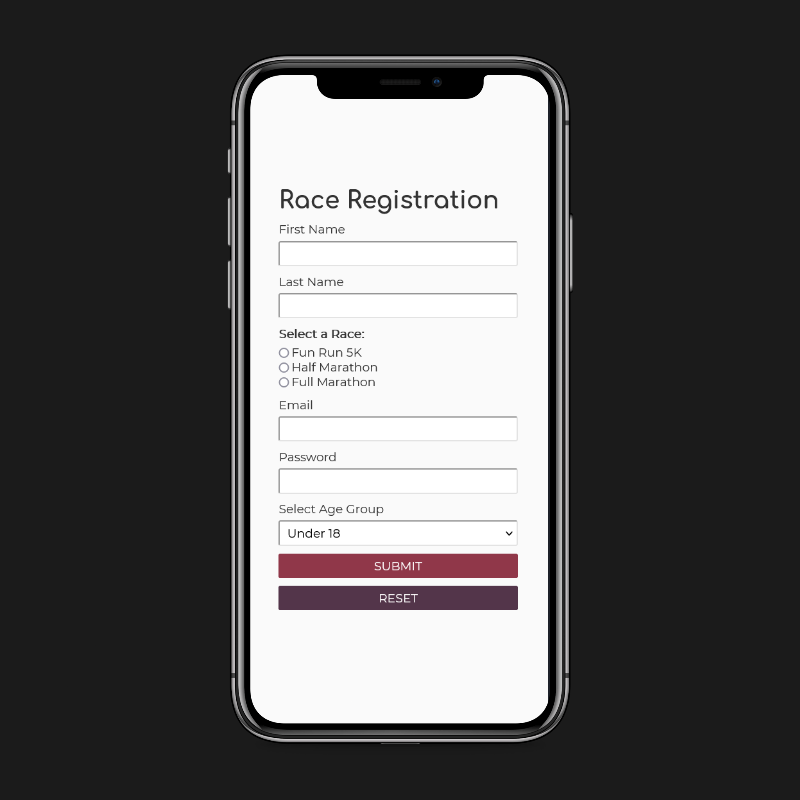 Race Registration
First Name
Last Name
Select a Race:
Fun Run 5K
Half Marathon
Full Marathon
Email
Password
Select Age Group
Under 18
SUBMIT
RESET